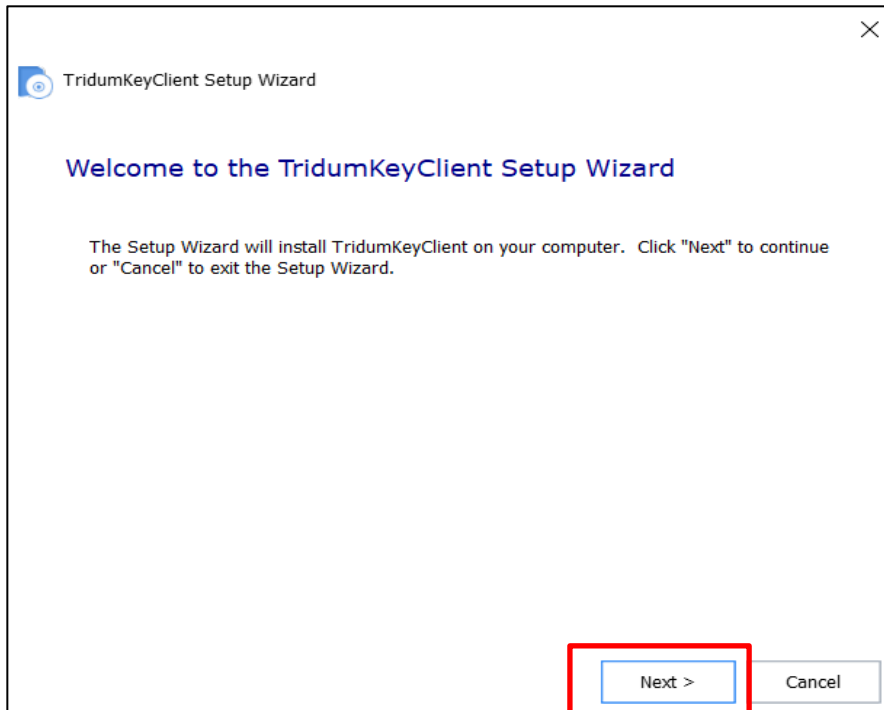 TridumKeyClient Setup Wizard
Welcome to the TridumKeyClient Setup Wizard
The Setup Wizard will install TridumKeyClient on your computer.  Click "Next" to continue
or "Cancel" to exit the Setup Wizard.
Next >
Cancel